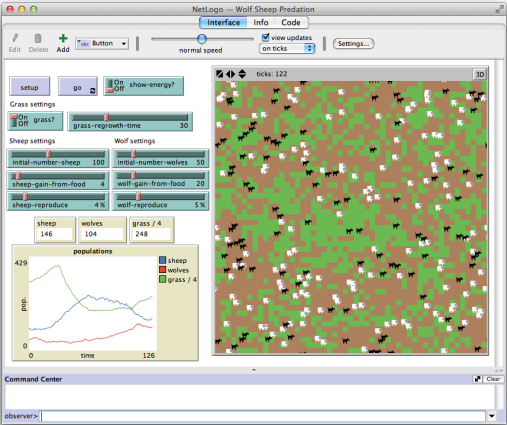 NetLogo — Wolf Sheep Predation
Interface Info Code
Edit Delete Add
abc Button
normal speed
view updates
on ticks
Settings...
setup
go
On
Off
show-energy?
ticks: 122
3D
Grass settings
On
Off
grass?
grass-regrowth-time 30
Sheep settings
Wolf settings
initial-number-sheep 100
initial-number-wolves 50
sheep-gain-from-food 4
wolf-gain-from-food 20
sheep-reproduce 4 %
wolf-reproduce 5 %
sheep
146
wolves
104
grass / 4
248
populations
429
pop.
0
0 time 126
sheep
wolves
grass / 4
Command Center
Clear
observer>